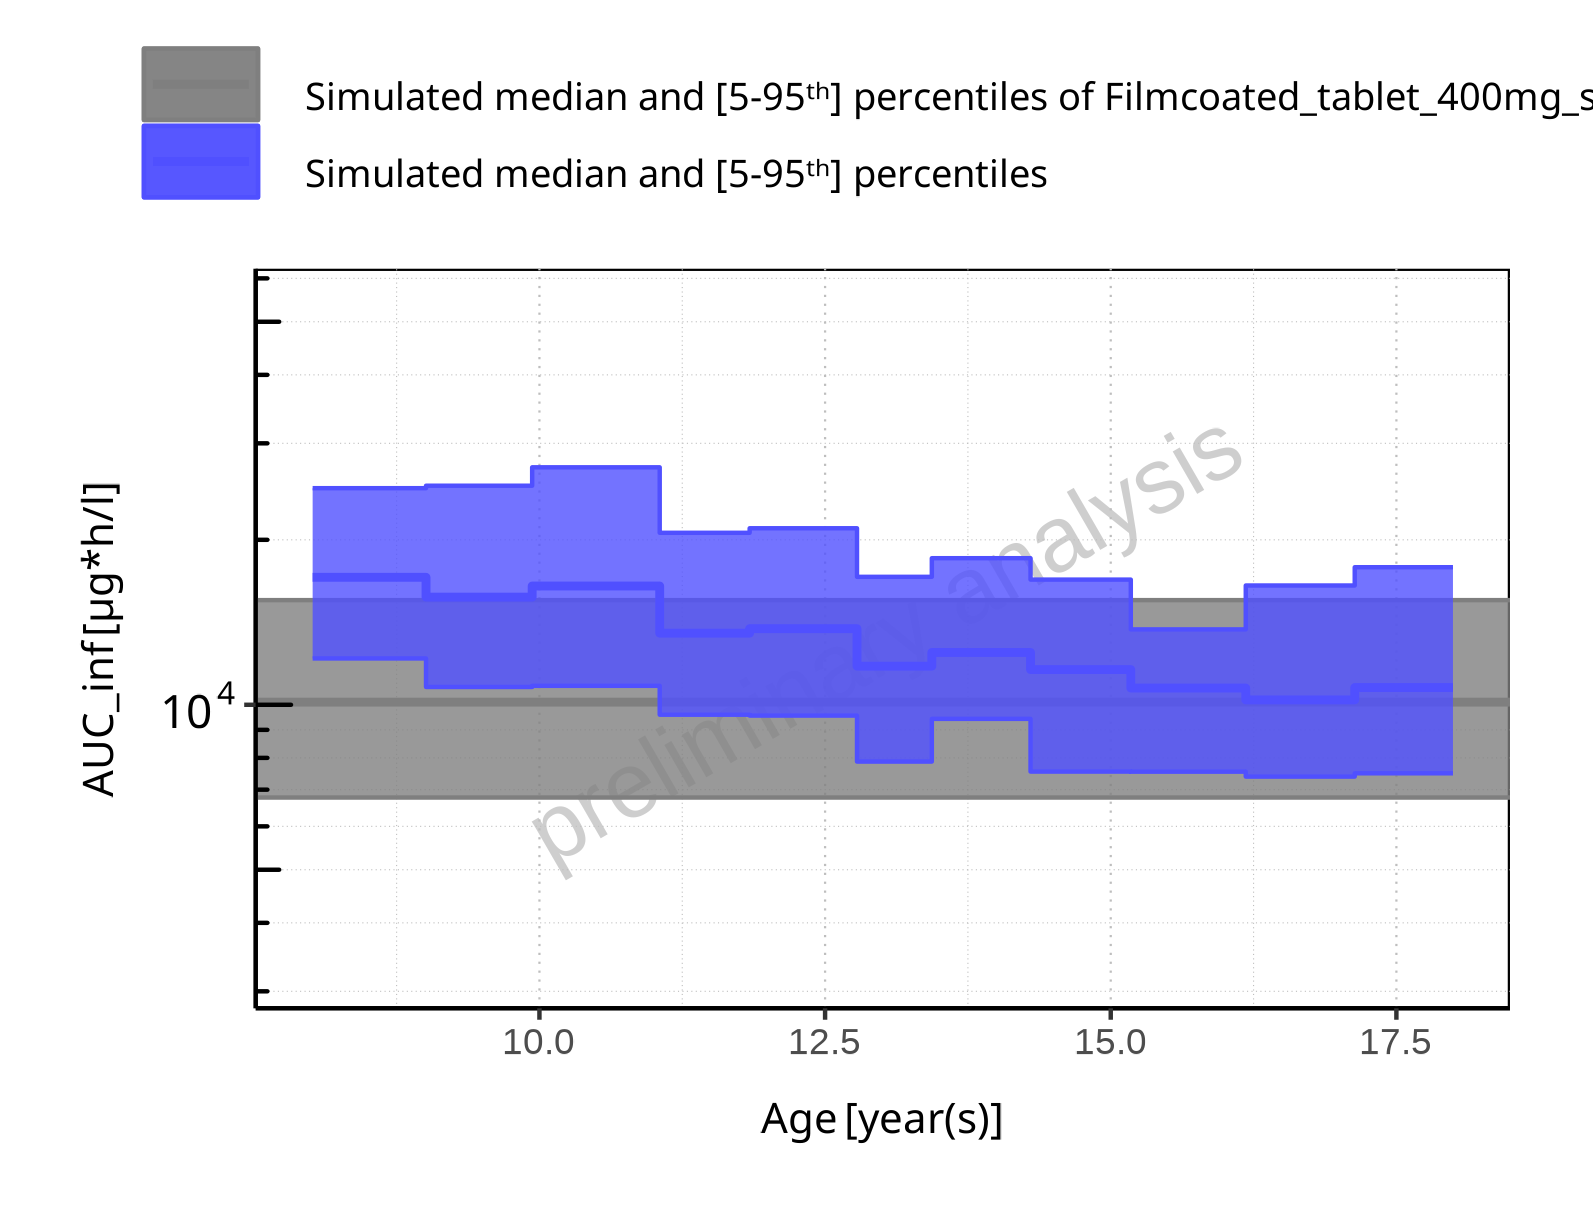 Simulated median and [5-95ᵗʰ] percentiles of Filmcoated_tablet_400mg_s
Simulated median and [5-95ᵗʰ] percentiles
AUC_inf [µg*h/l]
10⁴
preliminary analysis
10.0 12.5 15.0 17.5
Age [year(s)]